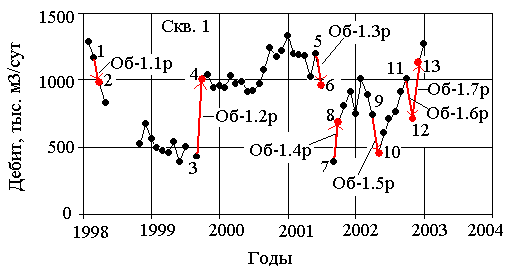 Скв. 1
Дебит, тыс. м3/сут
1500
1000
500
0
1
Об-1.1р
2
3
4
Об-1.2р
5
Об-1.3р
6
7
Об-1.4р
8
9
Об-1.5р
10
11
12
13
Об-1.7р
Об-1.6р
1998
1999
2000
2001
2002
2003
2004
Годы